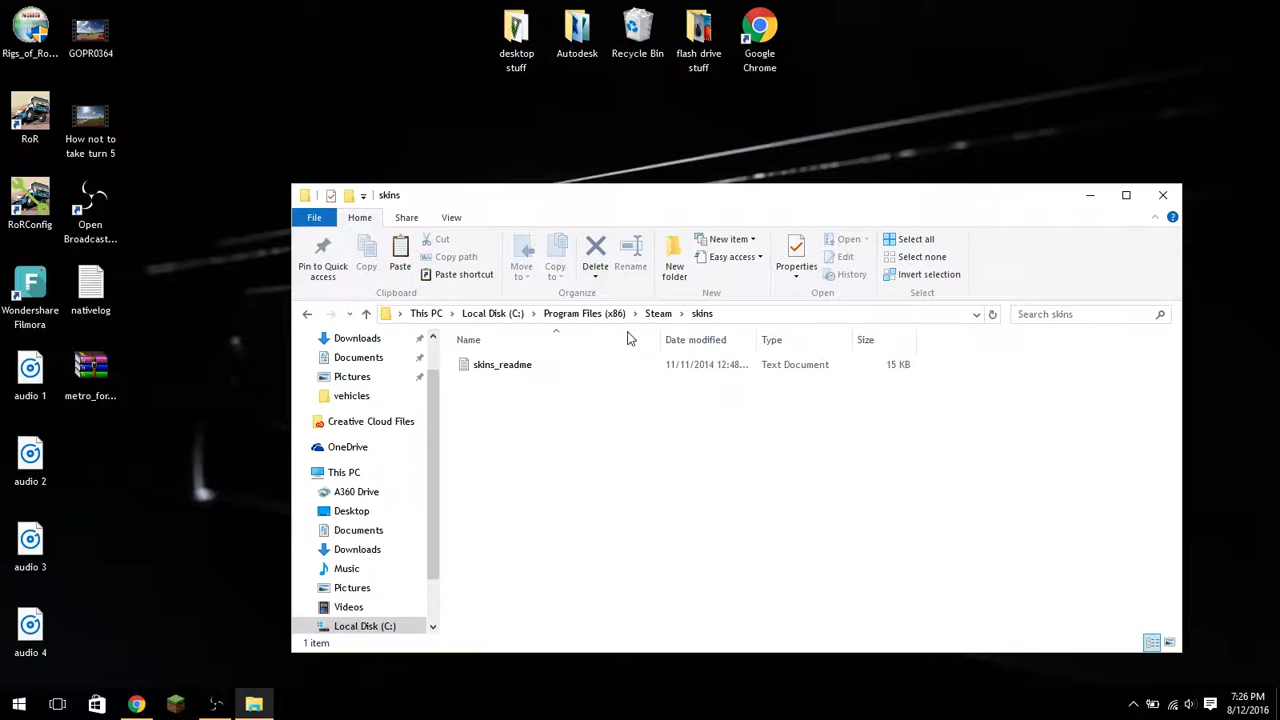 Rigs_of_Ro...
GOPR0364
desktop
stuff
Autodesk
Recycle Bin
flash drive
stuff
Google
Chrome
RoR
How not to
take turn 5
RoRConfig
Open
Broadcast...
Wondershare
Filmora
nativelog
audio 1
metro_for...
audio 2
audio 3
audio 4
skins
File
Home
Share
View
Pin to Quick
access
Copy
Paste
Cut
Copy path
Paste shortcut
Clipboard
Move
to
Copy
to
Delete
Rename
Organize
New
folder
New item
Easy access
New
Properties
Open
Edit
History
Open
Select all
Select none
Invert selection
Select
This PC
Local Disk (C:)
Program Files (x86)
Steam
skins
Search skins
Downloads
Documents
Pictures
vehicles
Creative Cloud Files
OneDrive
This PC
A360 Drive
Desktop
Documents
Downloads
Music
Pictures
Videos
Local Disk (C:)
Name
Date modified
Type
Size
skins_readme
11/11/2014 12:48...
Text Document
15 KB
1 item
7:26 PM
8/12/2016